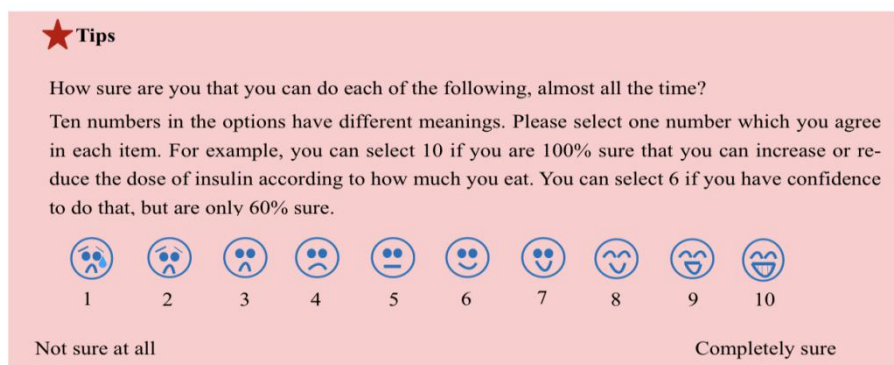 Tips
How sure are you that you can do each of the following, almost all the time?
Ten numbers in the options have different meanings. Please select one number which you agree
in each item. For example, you can select 10 if you are 100% sure that you can increase or re-
duce the dose of insulin according to how much you eat. You can select 6 if you have confidence
to do that, but are only 60% sure.
1 2 3 4 5 6 7 8 9 10
Not sure at all Completely sure